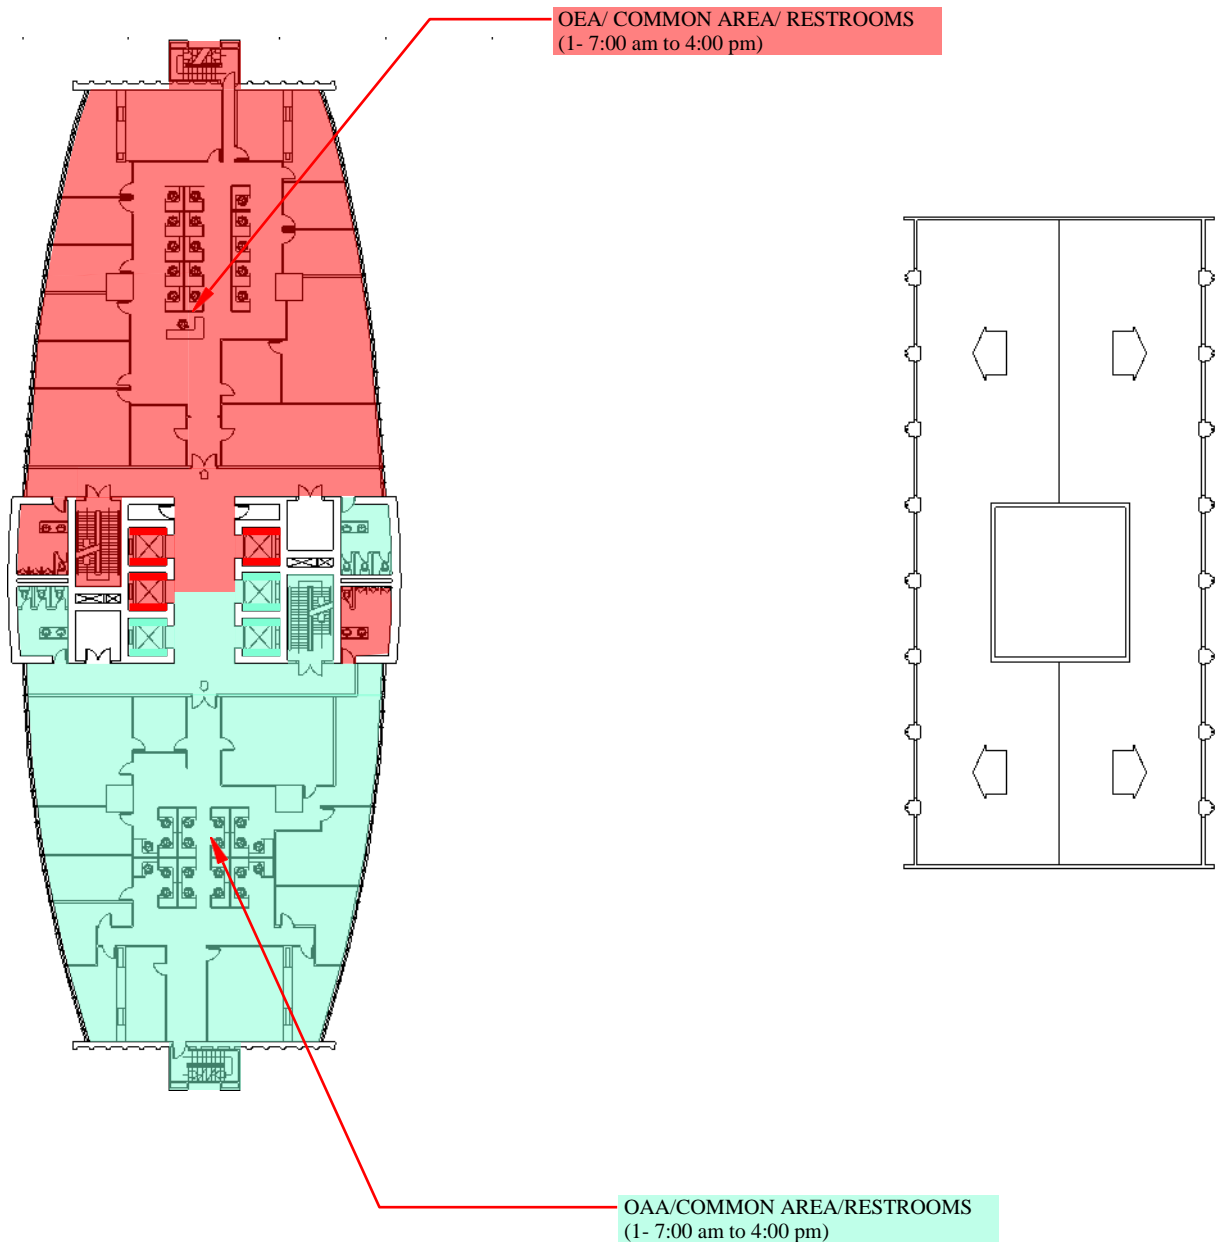 OEA/ COMMON AREA/ RESTROOMS
(1- 7:00 am to 4:00 pm)
OAA/COMMON AREA/RESTROOMS
(1- 7:00 am to 4:00 pm)